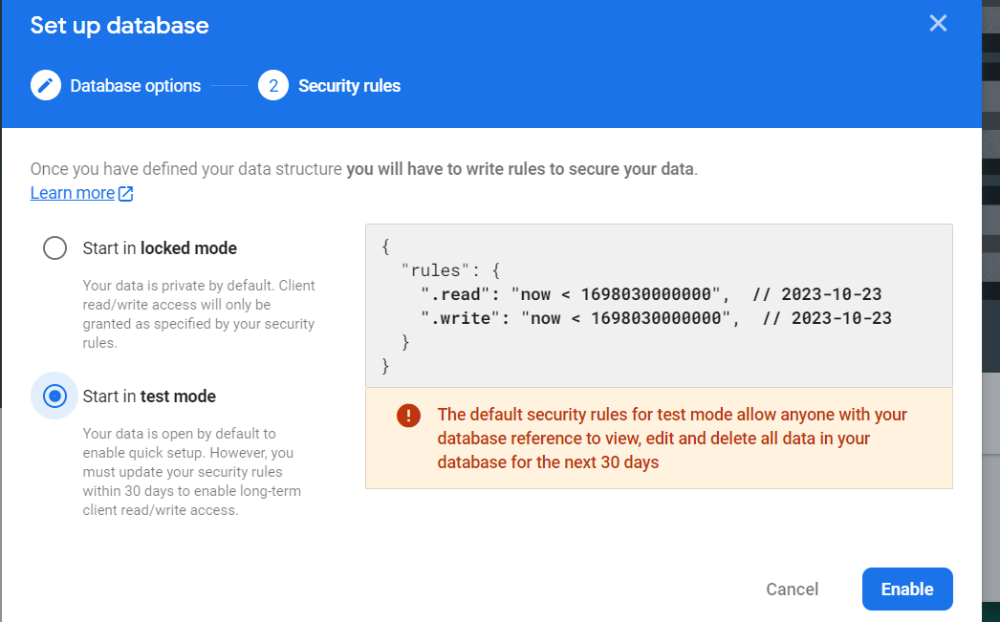 Set up database
Database options
2 Security rules
Once you have defined your data structure you will have to write rules to secure your data.
Learn more
Start in locked mode
Your data is private by default. Client
read/write access will only be
granted as specified by your security
rules.
Start in test mode
Your data is open by default to
enable quick setup. However, you
must update your security rules
within 30 days to enable long-term
client read/write access.
{
"rules": {
".read": "now < 1698030000000", // 2023-10-23
".write": "now < 1698030000000", // 2023-10-23
}
}
! The default security rules for test mode allow anyone with your
database reference to view, edit and delete all data in your
database for the next 30 days
Cancel
Enable